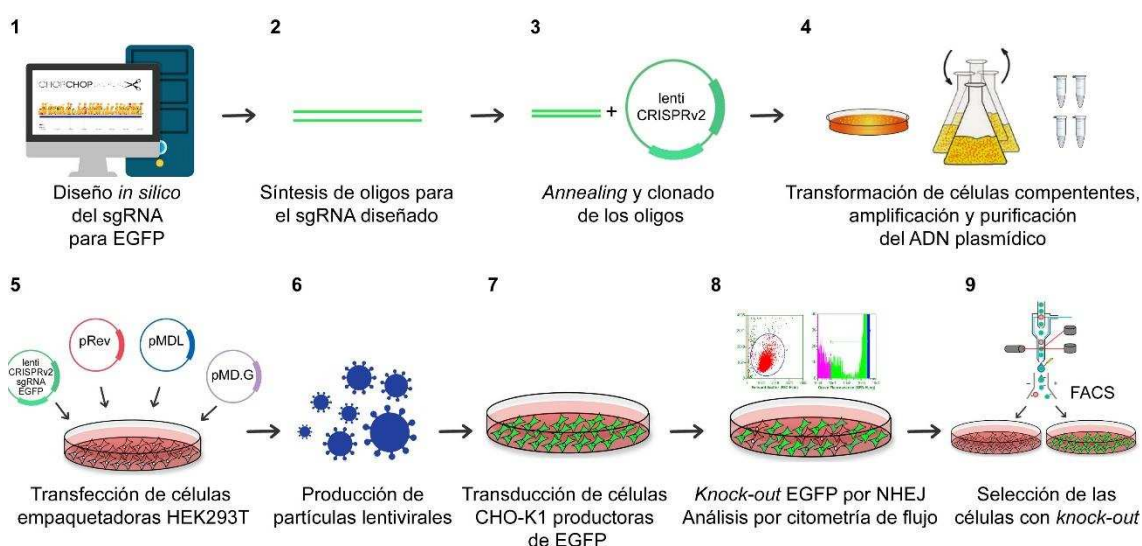 1
2
3
4
CHOPCHOP
lenti
CRISPRv2
+
Diseño in silico
del sgRNA
para EGFP
Síntesis de oligos para
el sgRNA diseñado
Annealing y clonado
de los oligos
Transformación de células compententes,
amplificación y purificación
del ADN plasmídico
5
6
7
8
9
lenti
CRISPRv2
sgRNA
EGFP
pRev
pMDL
pMD.G
FACS
Transfección de células
empaquetadoras HEK293T
Producción de
partículas lentivirales
Transducción de células
CHO-K1 productoras
de EGFP
Knock-out EGFP por NHEJ
Análisis por citometría de flujo
Selección de las
células con knock-out